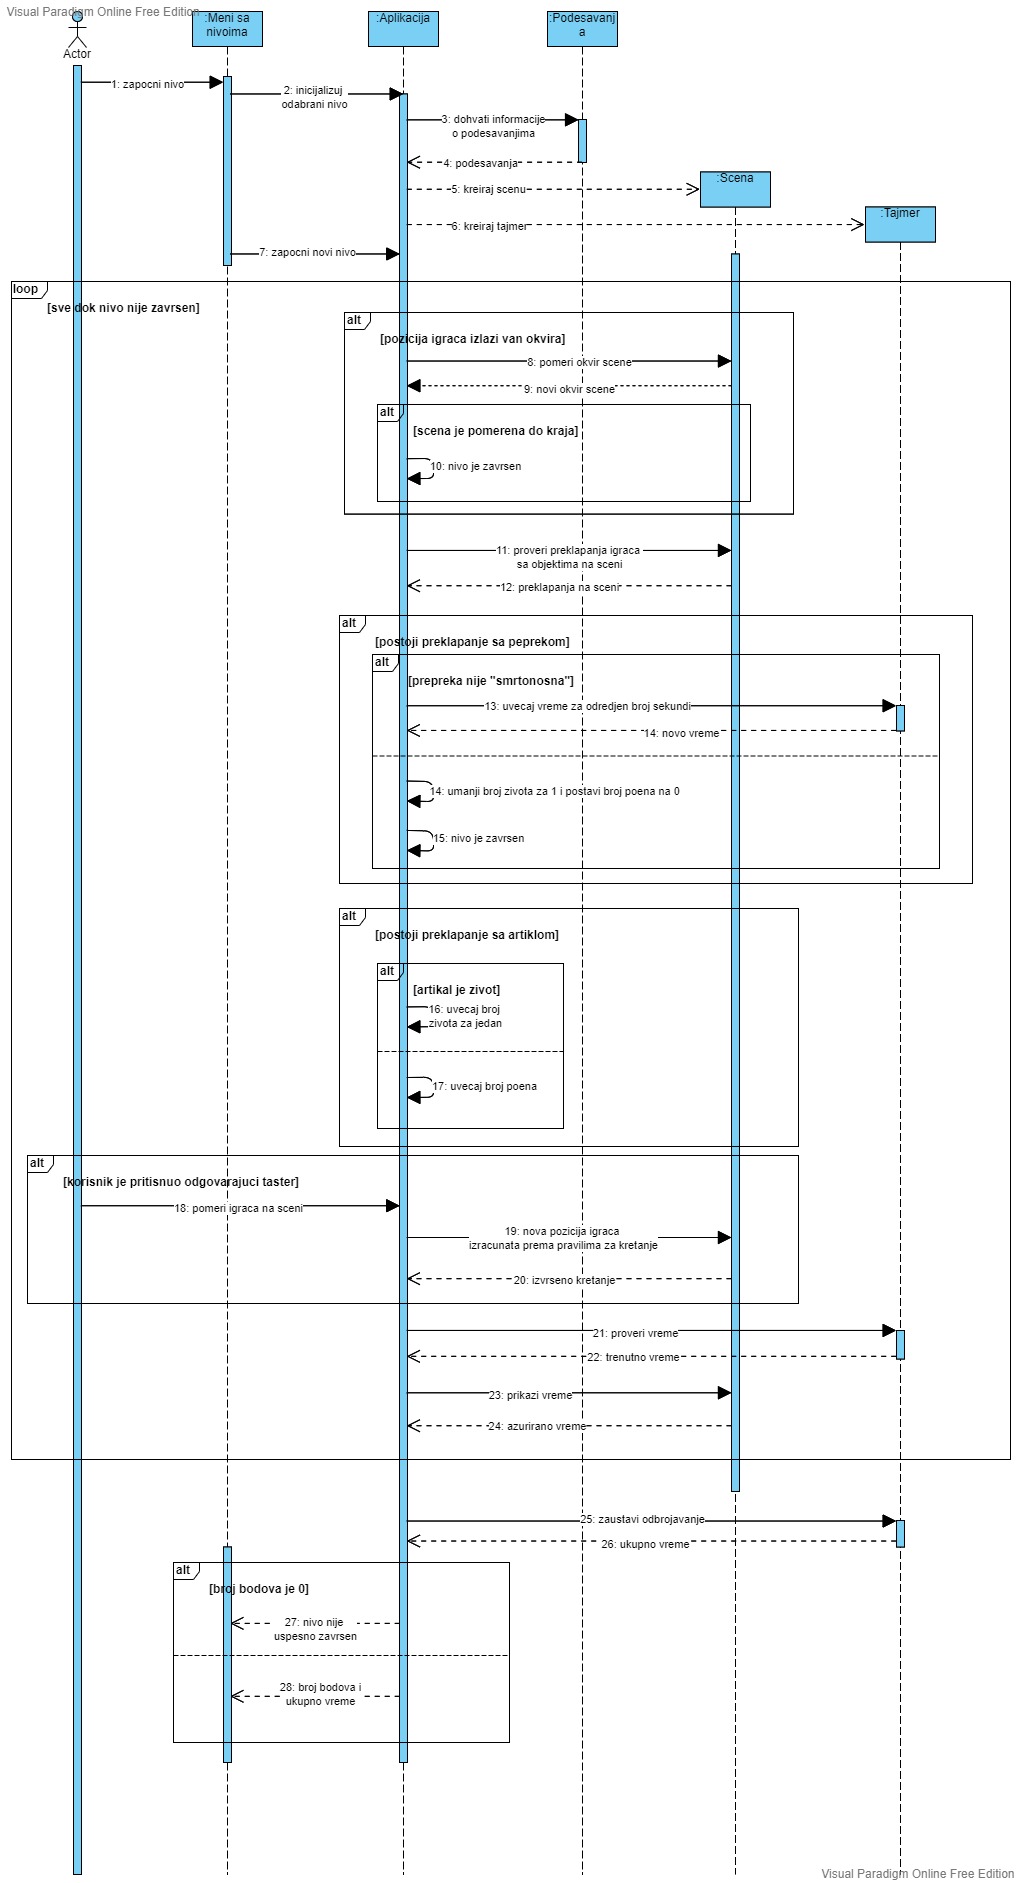 Visual Paradigm Online Free Edition
Actor
:Meni sa
nivoima
:Aplikacija
:Podesavanj
a
1: zapocni nivo
2: inicijalizuj
odabrani nivo
3: dohvati informacije
o podesavanjima
4: podesavanja
:Scena
5: kreiraj scenu
:Tajmer
6: kreiraj tajmer
7: zapocni novi nivo
loop
[sve dok nivo nije zavrsen]
alt
[pozicija igraca izlazi van okvira]
8: pomeri okvir scene
9: novi okvir scene
alt
[scena je pomerena do kraja]
10: nivo je zavrsen
11: proveri preklapanja igraca
sa objektima na sceni
12: preklapanja na sceni
alt
[postoji preklapanje sa peprekom]
alt
[prepreka nije "smrtonosna"]
13: uvecaj vreme za odredjen broj sekundi
14: novo vreme
14: umanji broj zivota za 1 i postavi broj poena na 0
15: nivo je zavrsen
alt
[postoji preklapanje sa artiklom]
alt
[artikal je zivot]
16: uvecaj broj
zivota za jedan
17: uvecaj broj poena
alt
[korisnik je pritisnuo odgovarajuci taster]
18: pomeri igraca na sceni
19: nova pozicija igraca
izracunata prema pravilima za kretanje
20: izvrseno kretanje
21: proveri vreme
22: trenutno vreme
23: prikazi vreme
24: azurirano vreme
25: zaustavi odbrojavanje
26: ukupno vreme
alt
[broj bodova je 0]
27: nivo nije
uspesno zavrsen
28: broj bodova i
ukupno vreme
Visual Paradigm Online Free Edition